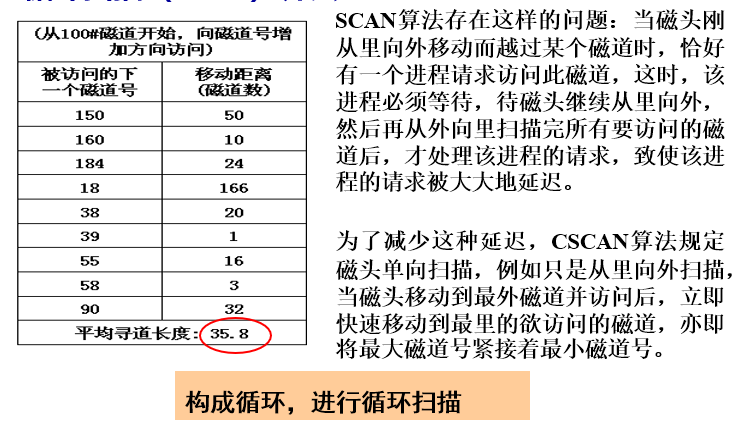 (从100#磁道开始，向磁道号增
加方向访问)
被访问的下
一个磁道号
移动距离
(磁道数)
150 50
160 10
184 24
18 166
38 20
39 1
55 16
58 3
90 32
平均寻道长度: 35.8
SCAN算法存在这样的问题：当磁头刚
从里向外移动而越过某个磁道时，恰好
有一个进程请求访问此磁道，这时，该
进程必须等待，待磁头继续从里向外，
然后再从外向里扫描完所有要访问的磁
道后，才处理该进程的请求，致使该进
程的请求被大大地延迟。
为了减少这种延迟，CSCAN算法规定
磁头单向扫描，例如只是从里向外扫描，
当磁头移动到最外磁道并访问后，立即
快速移动到最里的欲访问的磁道，亦即
将最大磁道号紧接着最小磁道号。
构成循环，进行循环扫描